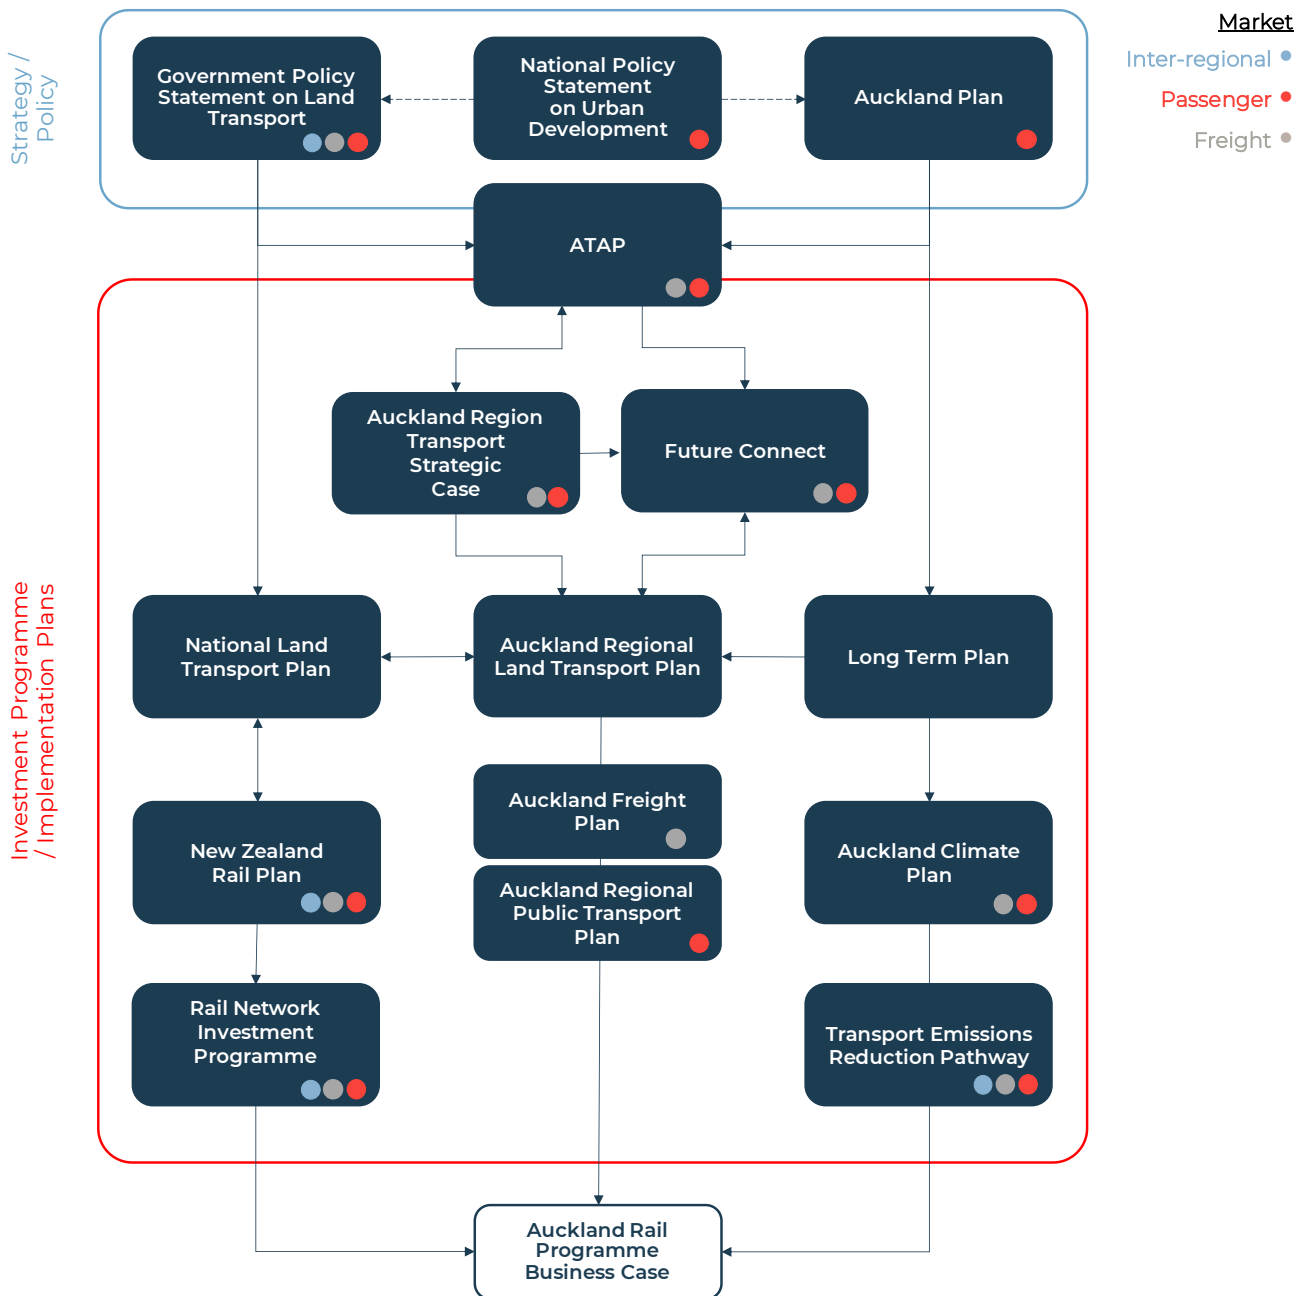 Market
Inter-regional
Passenger
Freight
Strategy /
Policy
Government Policy
Statement on Land
Transport
National Policy
Statement
on Urban
Development
Auckland Plan
ATAP
Investment Programme
/ Implementation Plans
Auckland Region
Transport
Strategic
Case
Future Connect
National Land
Transport Plan
Auckland Regional
Land Transport Plan
Long Term Plan
New Zealand
Rail Plan
Auckland Freight
Plan
Auckland Regional
Public Transport
Plan
Auckland Climate
Plan
Rail Network
Investment
Programme
Transport Emissions
Reduction Pathway
Auckland Rail
Programme
Business Case